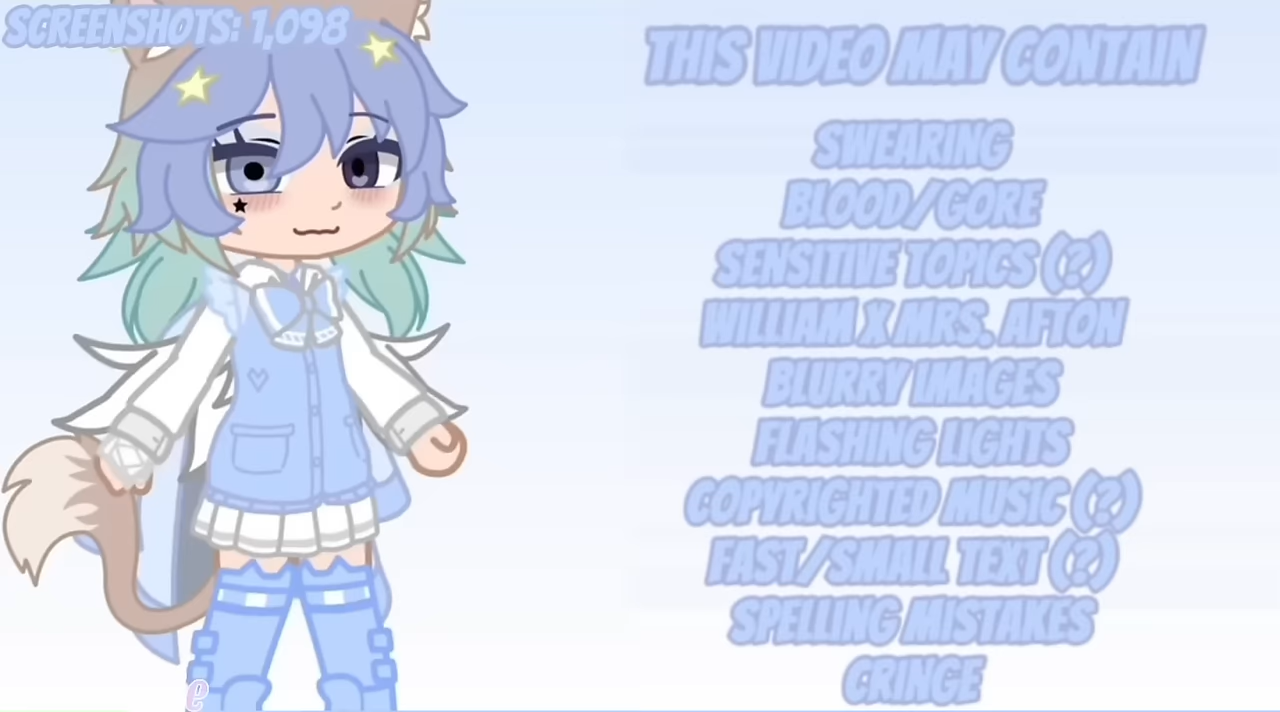 SCREENSHOTS: 1,098
THIS VIDEO MAY CONTAIN
SWEARING
BLOOD/GORE
SENSITIVE TOPICS (?)
WILLIAM X MRS. AFTON
BLURRY IMAGES
FLASHING LIGHTS
COPYRIGHTED MUSIC (?)
FAST/SMALL TEXT (?)
SPELLING MISTAKES
CRINGE
e